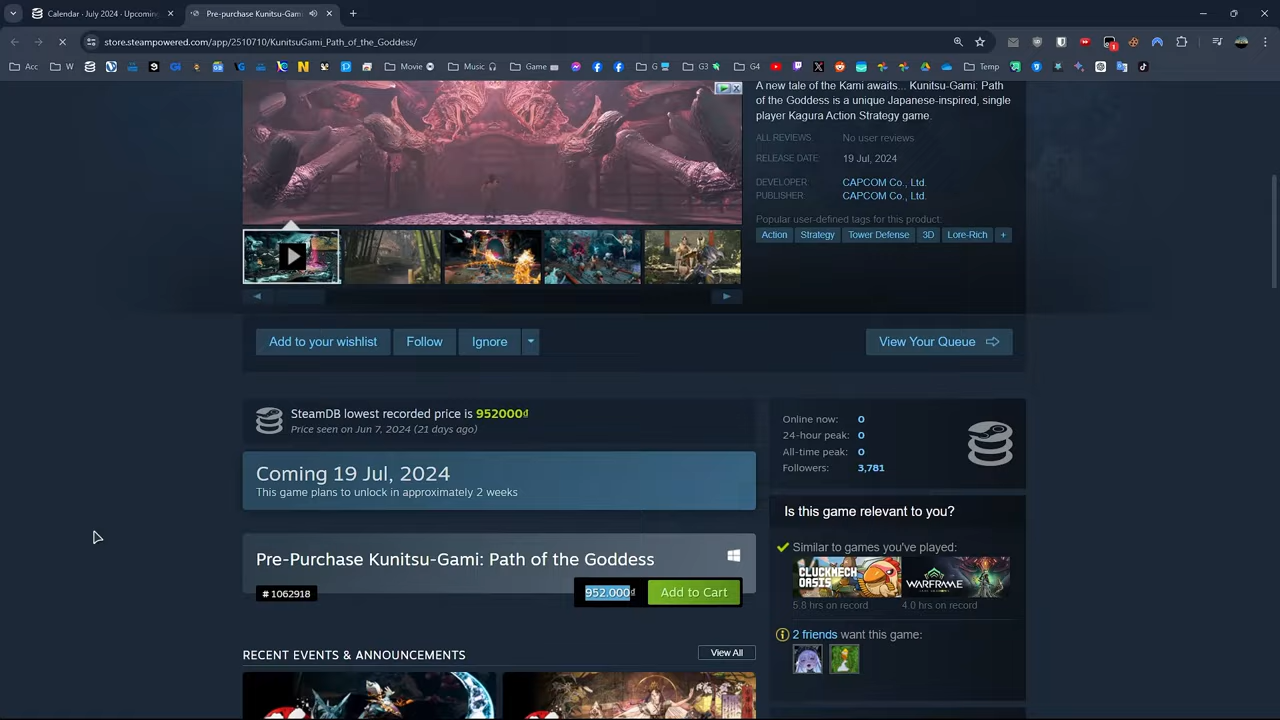 Calendar · July 2024 - Upcomin
Pre-purchase Kunitsu-Gam
store.steampowered.com/app/2510710/KunitsuGami_Path_of_the_Goddess/
Acc
W
Movie
Music
Game
G
G3
G4
Temp
A new tale of the Kami awaits... Kunitsu-Gami: Path
of the Goddess is a unique Japanese-inspired, single
player Kagura Action Strategy game.
ALL REVIEWS: No user reviews
RELEASE DATE: 19 Jul, 2024
DEVELOPER: CAPCOM Co., Ltd.
PUBLISHER: CAPCOM Co., Ltd.
Popular user-defined tags for this product:
Action Strategy Tower Defense 3D Lore-Rich +
Add to your wishlist Follow Ignore View Your Queue
SteamDB lowest recorded price is 952000₫
Price seen on Jun 7, 2024 (21 days ago)
Coming 19 Jul, 2024
This game plans to unlock in approximately 2 weeks
Pre-Purchase Kunitsu-Gami: Path of the Goddess
# 1062918
952.000₫ Add to Cart
RECENT EVENTS & ANNOUNCEMENTS View All
Online now: 0
24-hour peak: 0
All-time peak: 0
Followers: 3,781
Is this game relevant to you?
Similar to games you've played:
CLUCKMECH
OASIS
WARFRAME
5.8 hrs on record 4.0 hrs on record
2 friends want this game: